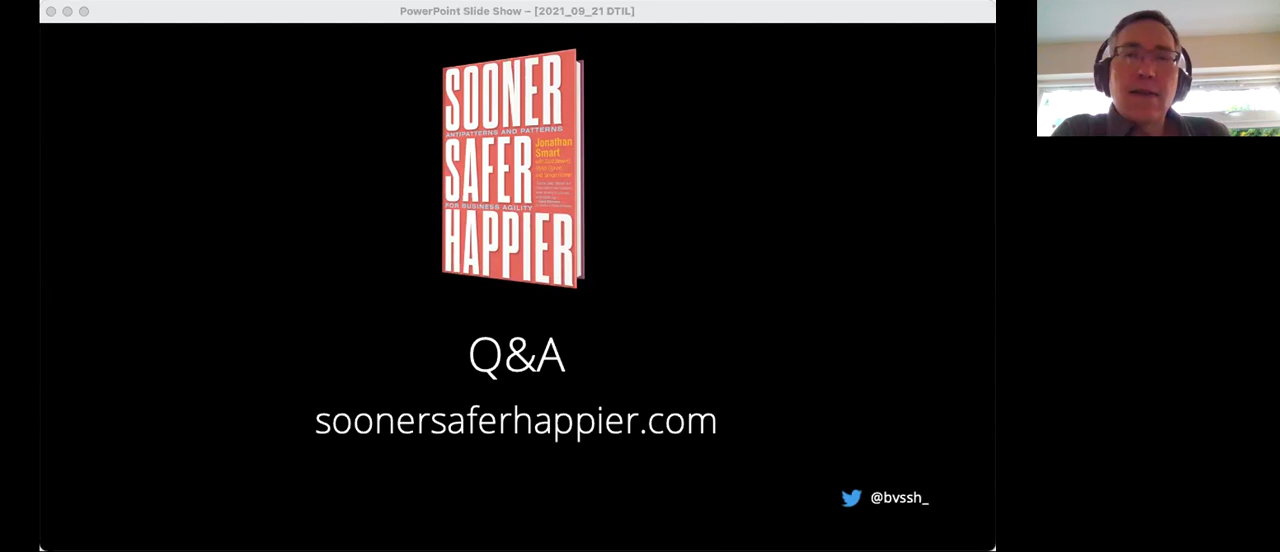 PowerPoint Slide Show – [2021_09_21 DTIL]
SOONER
ANTIPATTERNS AND PATTERNS
SAFER
Jonathan
Smart
FOR BUSINESS AGILITY
HAPPIER
Q&A
soonersaferhappier.com
@bvssh_